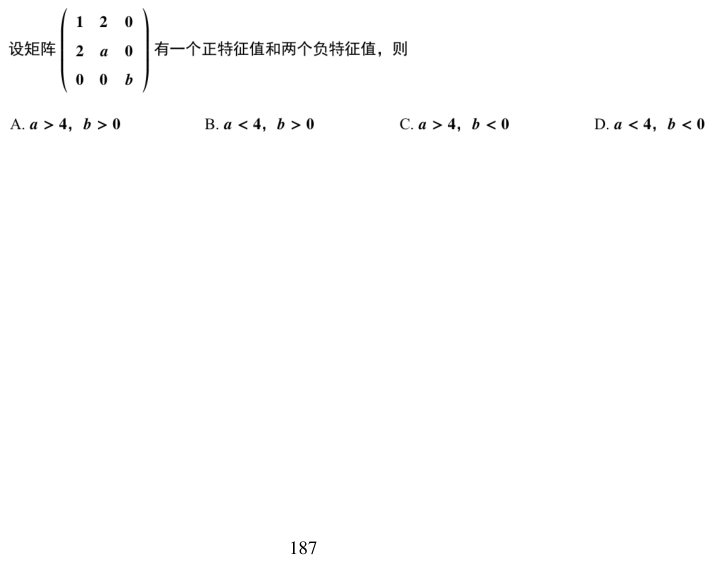 设矩阵 ( 1 2 0
2 a 0
0 0 b ) 有一个正特征值和两个负特征值，则
A. a > 4，b > 0 B. a < 4，b > 0 C. a > 4，b < 0 D. a < 4，b < 0
187